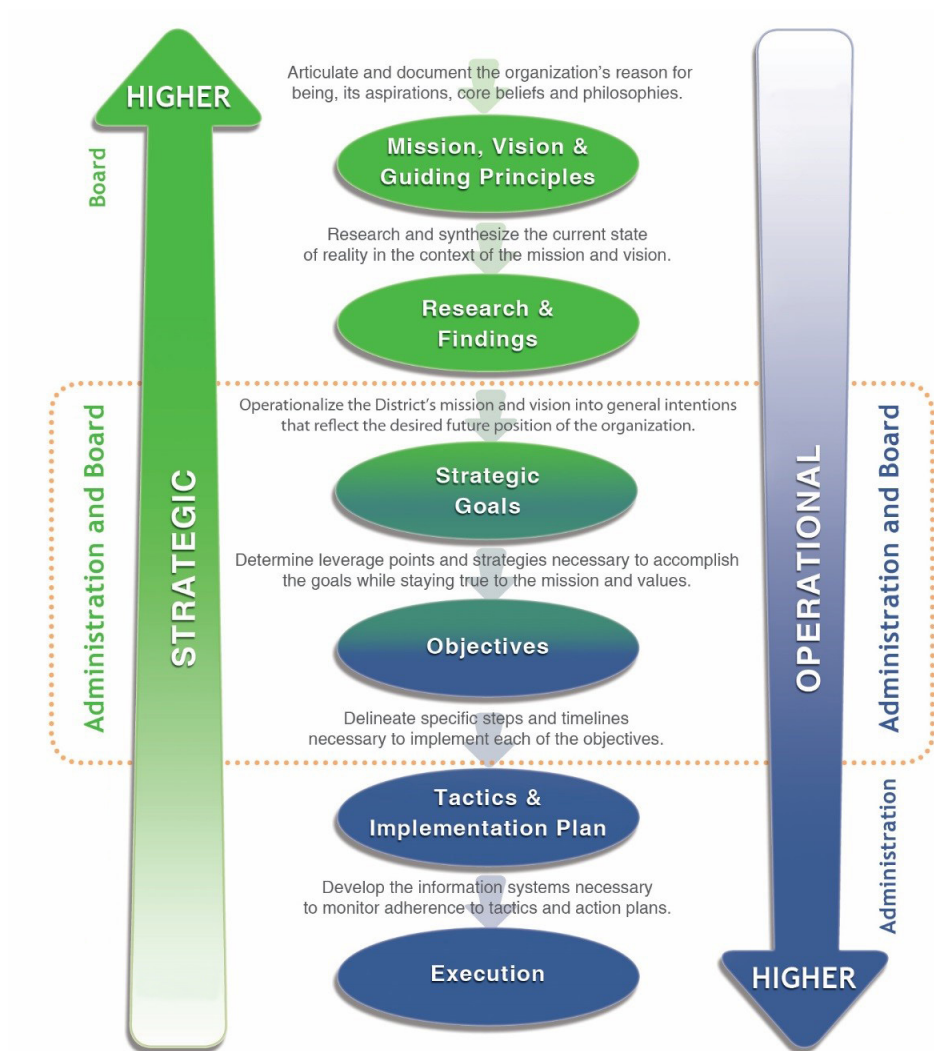 HIGHER
Board
STRATEGIC
Administration and Board
Articulate and document the organization's reason for
being, its aspirations, core beliefs and philosophies.
Mission, Vision &
Guiding Principles
Research and synthesize the current state
of reality in the context of the mission and vision.
Research &
Findings
Operationalize the District's mission and vision into general intentions
that reflect the desired future position of the organization.
Strategic
Goals
Determine leverage points and strategies necessary to accomplish
the goals while staying true to the mission and values.
Objectives
Delineate specific steps and timelines
necessary to implement each of the objectives.
Tactics &
Implementation Plan
Develop the information systems necessary
to monitor adherence to tactics and action plans.
Execution
OPERATIONAL
Administration and Board
Administration
HIGHER